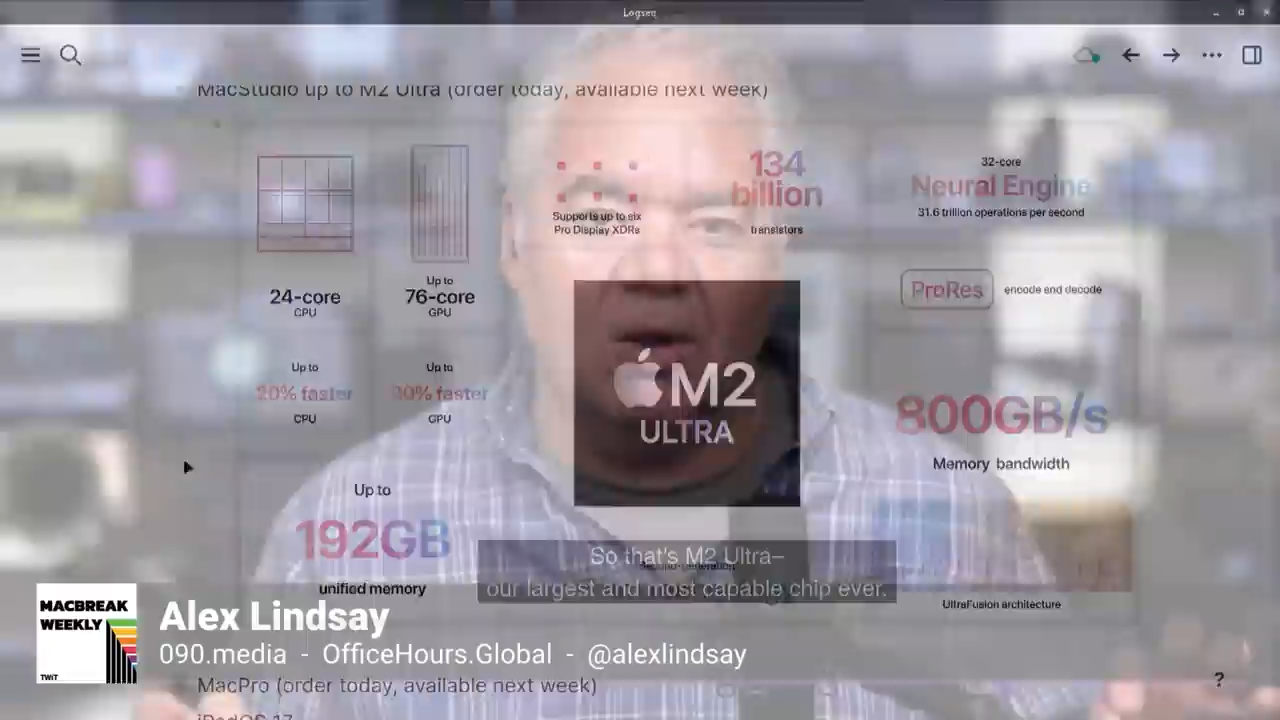 Logseq
MacStudio up to M2 Ultra (order today, available next week)
24-core
CPU
Up to
76-core
GPU
Supports up to six
Pro Display XDRs
134
billion
transistors
32-core
Neural Engine
31.6 trillion operations per second
ProRes
encode and decode
Up to
20% faster
CPU
Up to
30% faster
GPU
M2
ULTRA
800GB/s
Memory bandwidth
Up to
192GB
unified memory
So that's M2 Ultra–
our largest and most capable chip ever.
UltraFusion architecture
MACBREAK
WEEKLY
TWiT
Alex Lindsay
090.media - OfficeHours.Global - @alexlindsay
MacPro (order today, available next week)
iPadOS 17
?